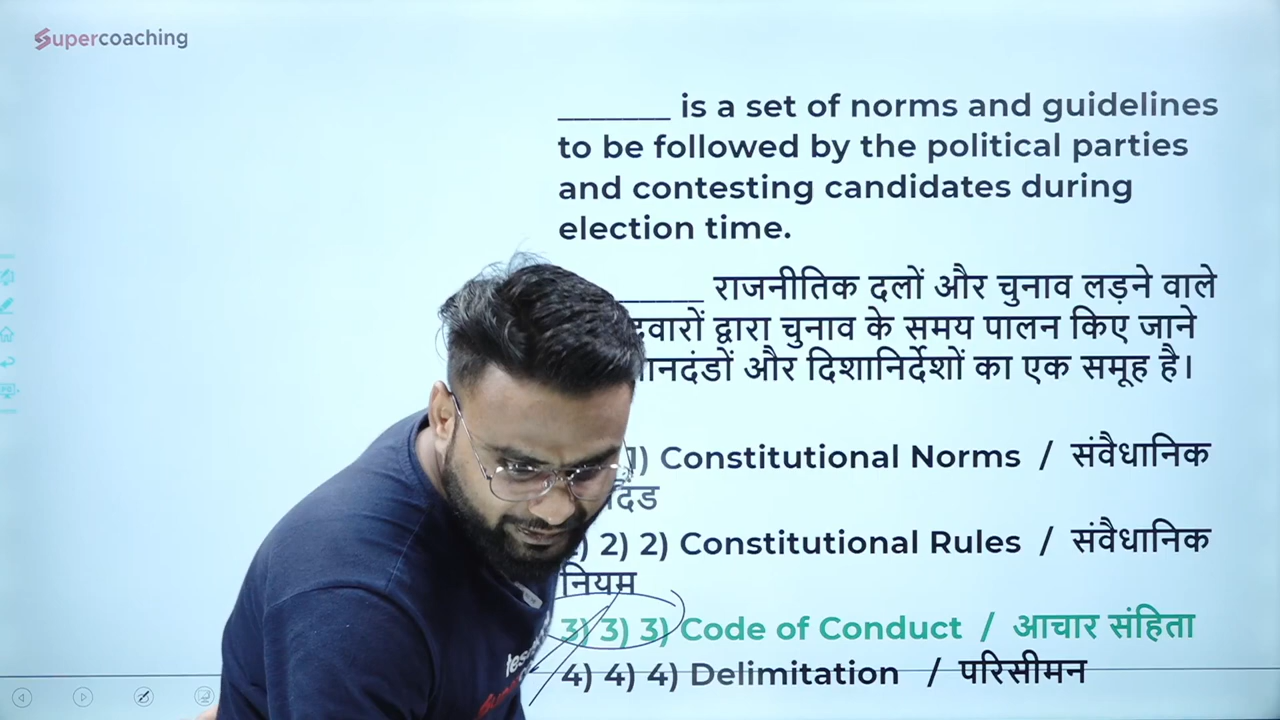 Supercoaching
_______ is a set of norms and guidelines
to be followed by the political parties
and contesting candidates during
election time.
राजनीतिक दलों और चुनाव लड़ने वाले
द्वारा चुनाव के समय पालन किए जाने
और दिशानिर्देशों का एक समूह है।
1) Constitutional Norms / संवैधानिक
2) 2) Constitutional Rules / संवैधानिक
नियम
3) 3) 3) Code of Conduct / आचार संहिता
4) 4) 4) Delimitation / परिसीमन